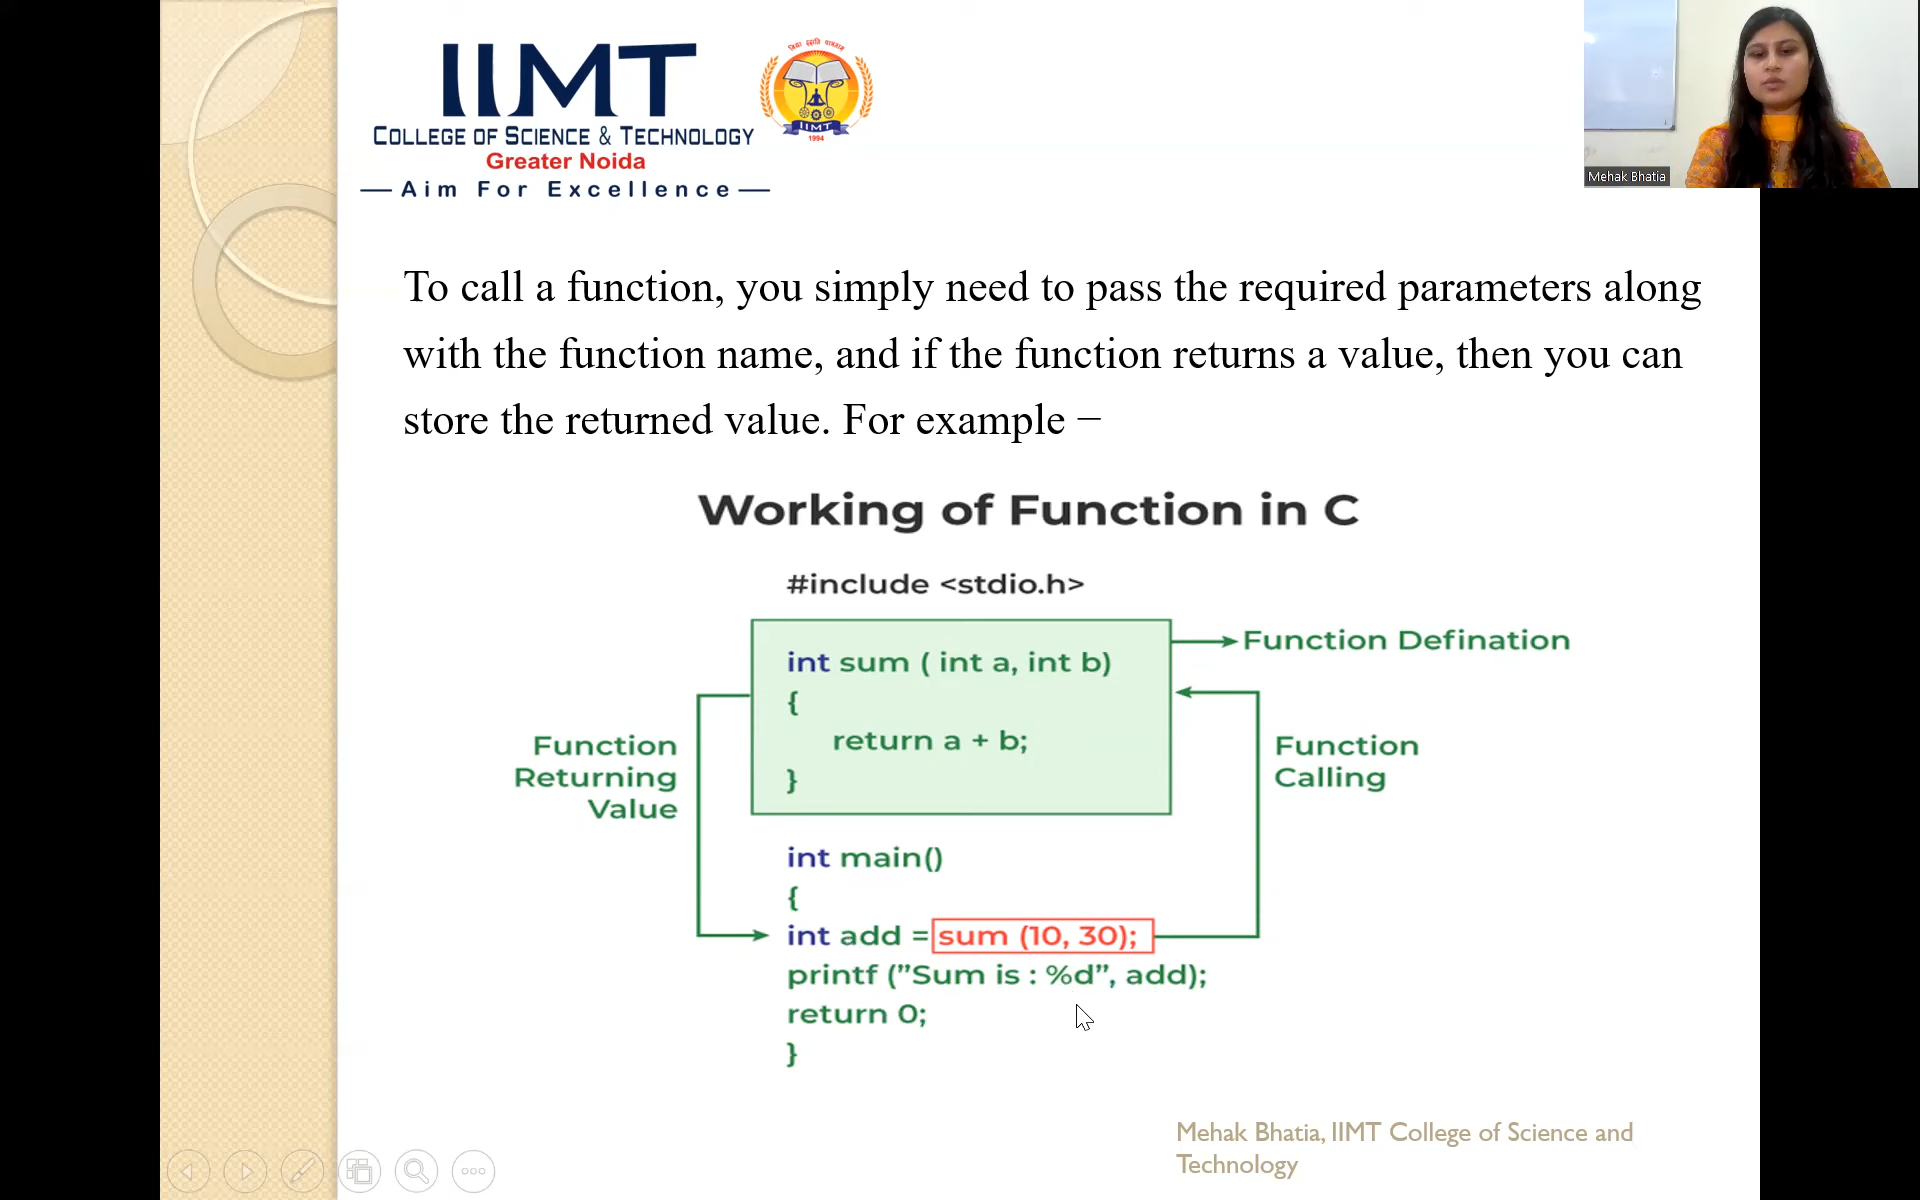 IIMT
COLLEGE OF SCIENCE & TECHNOLOGY
Greater Noida
Aim For Excellence
IIMT
1994
Mehak Bhatia
To call a function, you simply need to pass the required parameters along
with the function name, and if the function returns a value, then you can
store the returned value. For example −
Working of Function in C
#include <stdio.h>
int sum ( int a, int b)
{
return a + b;
}
Function Defination
Function
Returning
Value
Function
Calling
int main()
{
int add = sum (10, 30);
printf (”Sum is : %d”, add);
return 0;
}
Mehak Bhatia, IIMT College of Science and
Technology